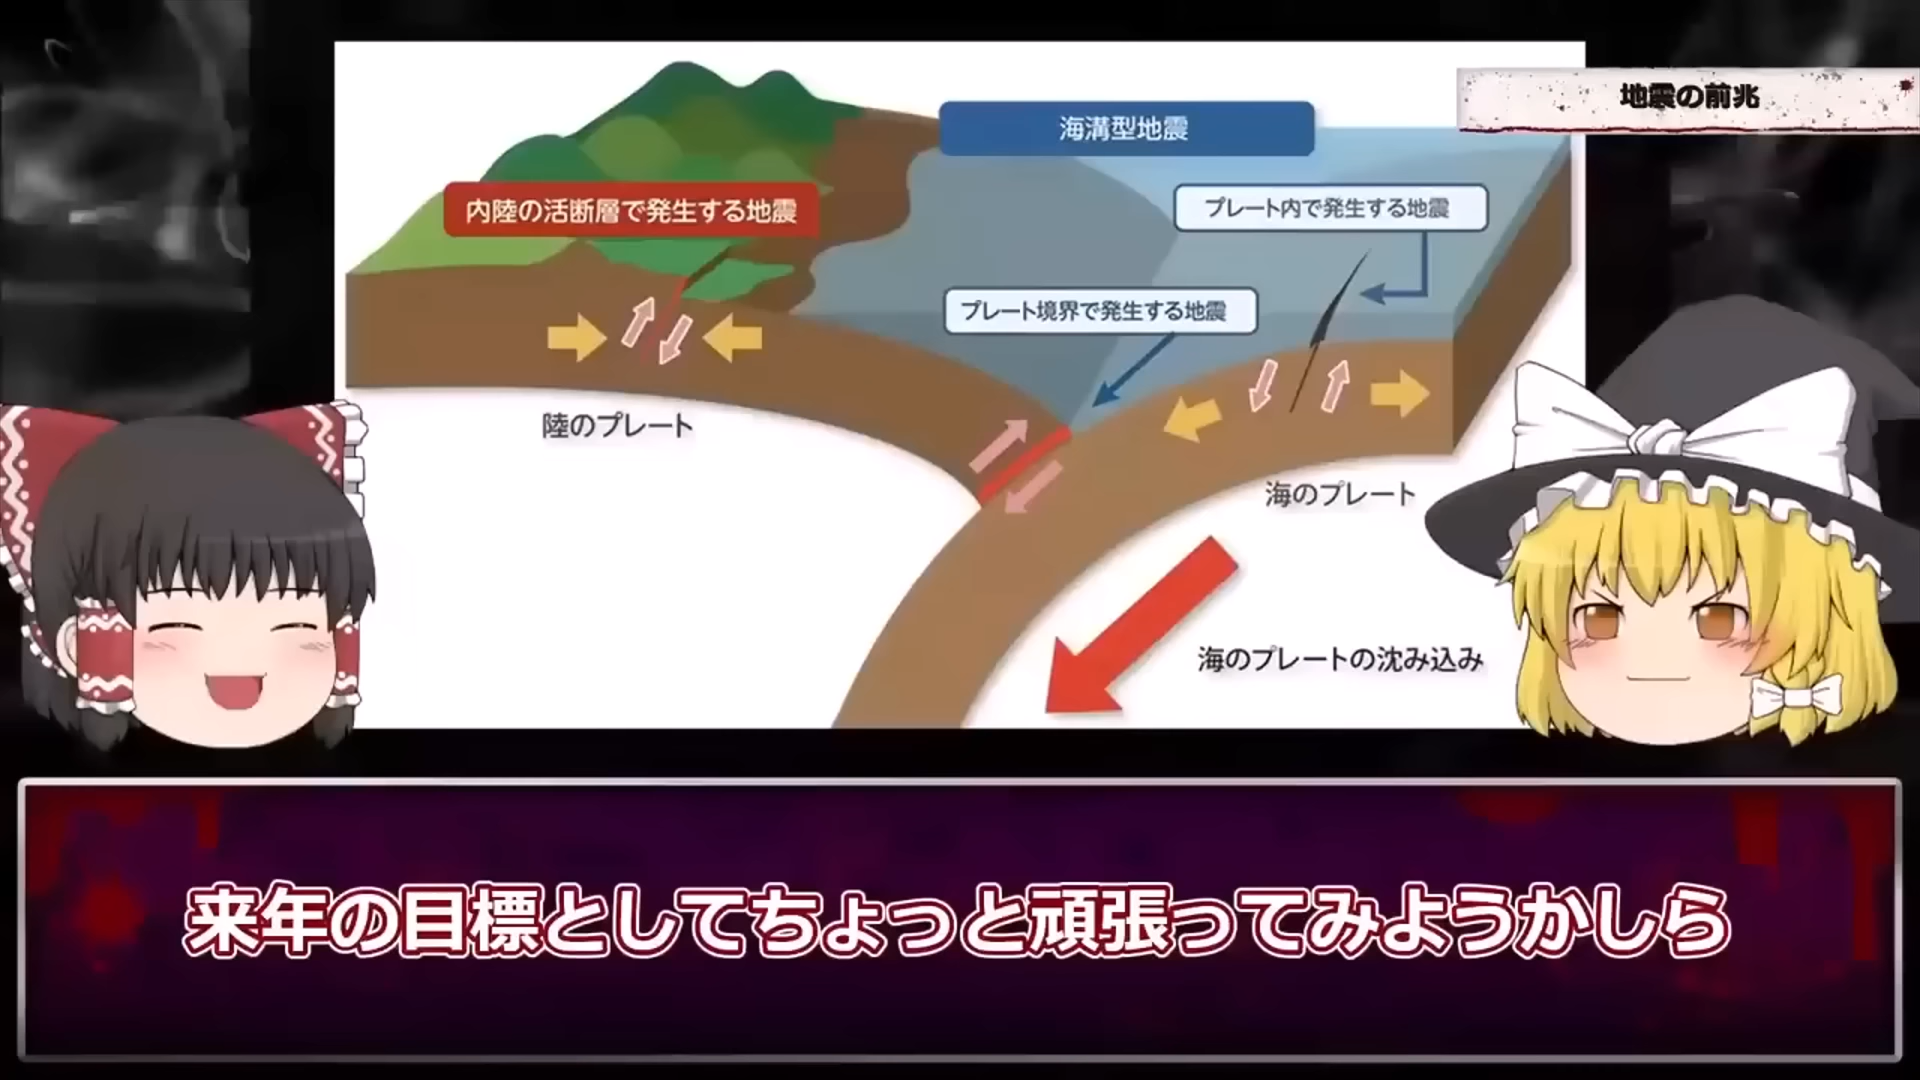 地震の前兆
海溝型地震
内陸の活断層で発生する地震
プレート内で発生する地震
プレート境界で発生する地震
陸のプレート
海のプレート
海のプレートの沈み込み
来年の目標としてちょっと頑張ってみようかしら